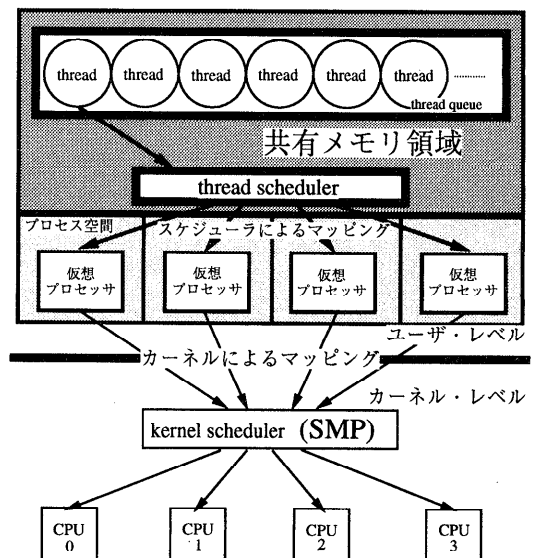 thread thread thread thread thread thread ............
thread queue
共有メモリ領域
thread scheduler
プロセス空間
スケジューラによるマッピング
仮想
プロセッサ
仮想
プロセッサ
仮想
プロセッサ
仮想
プロセッサ
ユーザ・レベル
カーネルによるマッピング
カーネル・レベル
kernel scheduler (SMP)
CPU
0
CPU
1
CPU
2
CPU
3